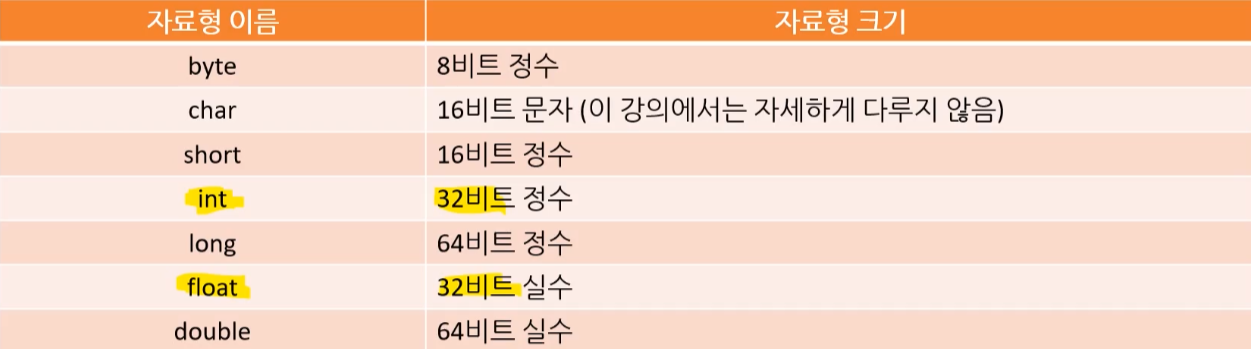 자료형 이름 자료형 크기
byte 8비트 정수
char 16비트 문자 (이 강의에서는 자세하게 다루지 않음)
short 16비트 정수
int 32비트 정수
long 64비트 정수
float 32비트 실수
double 64비트 실수